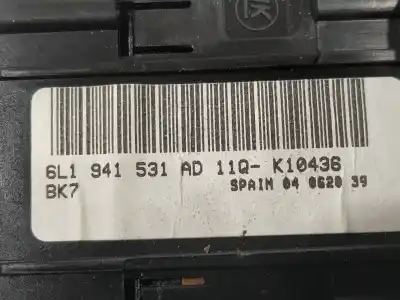 6L1 941 531 AD 11Q- K10436
BK7 SPAIN 04 0620 39